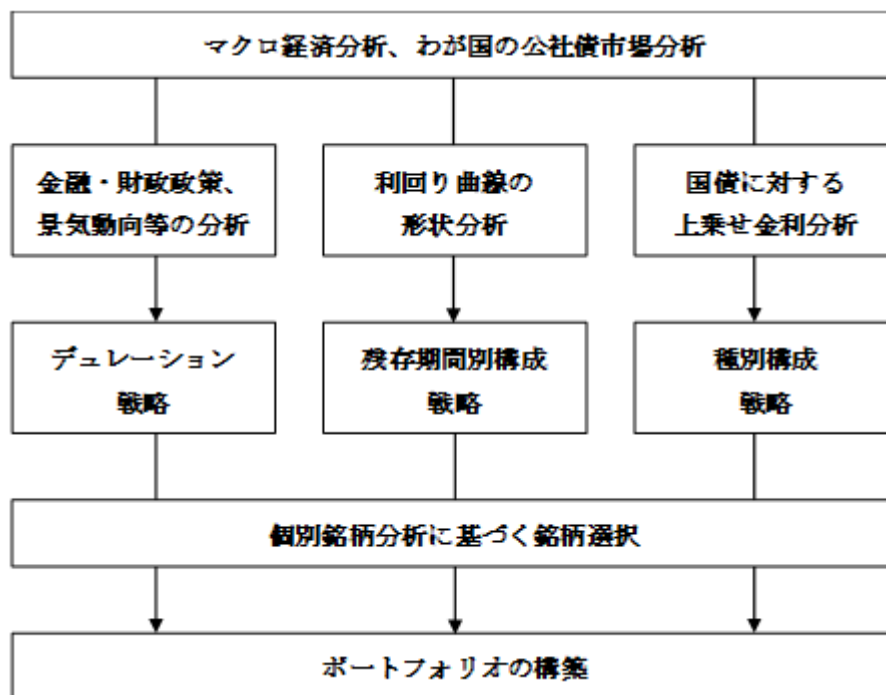 マクロ経済分析、わが国の公社債市場分析
金融・財政政策、
景気動向等の分析
利回り曲線の
形状分析
国債に対する
上乗せ金利分析
デュレーション
戦略
残存期間別構成
戦略
種別構成
戦略
個別銘柄分析に基づく銘柄選択
ポートフォリオの構築